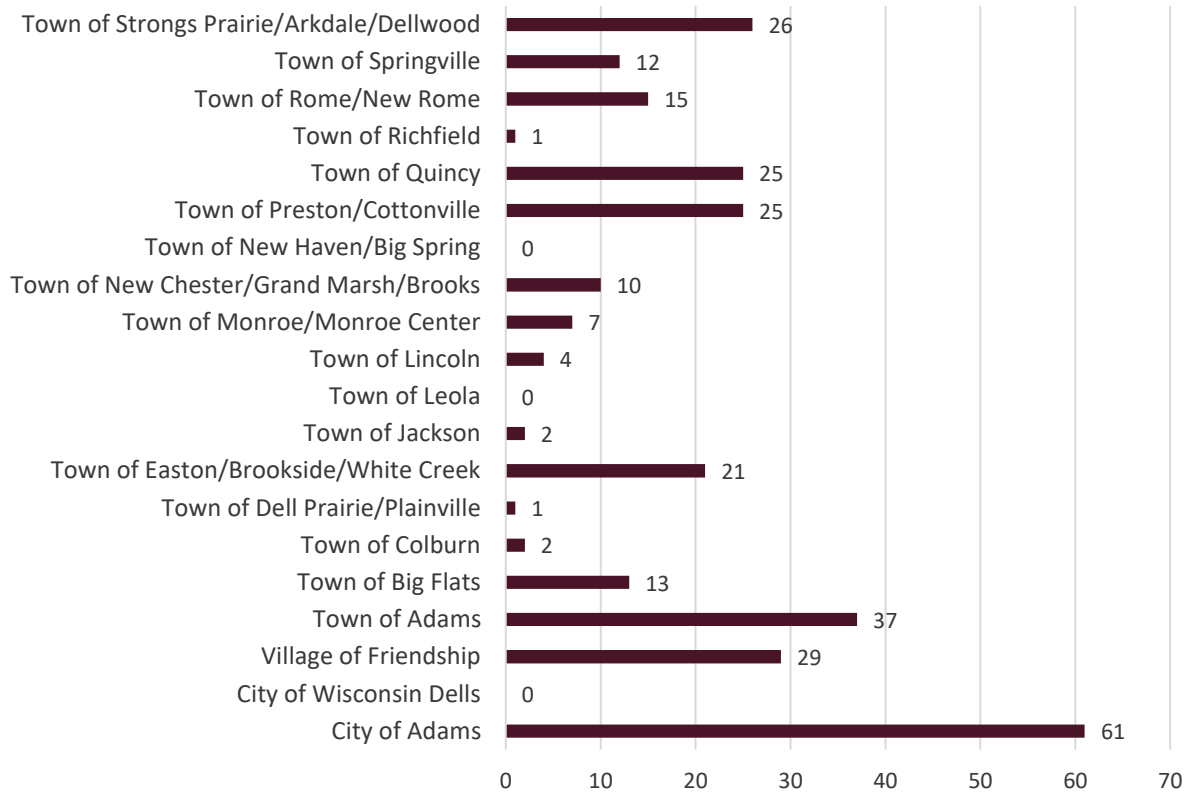 Town of Strongs Prairie/Arkdale/Dellwood 26
Town of Springville 12
Town of Rome/New Rome 15
Town of Richfield 1
Town of Quincy 25
Town of Preston/Cottonville 25
Town of New Haven/Big Spring 0
Town of New Chester/Grand Marsh/Brooks 10
Town of Monroe/Monroe Center 7
Town of Lincoln 4
Town of Leola 0
Town of Jackson 2
Town of Easton/Brookside/White Creek 21
Town of Dell Prairie/Plainville 1
Town of Colburn 2
Town of Big Flats 13
Town of Adams 37
Village of Friendship 29
City of Wisconsin Dells 0
City of Adams 61
0 10 20 30 40 50 60 70